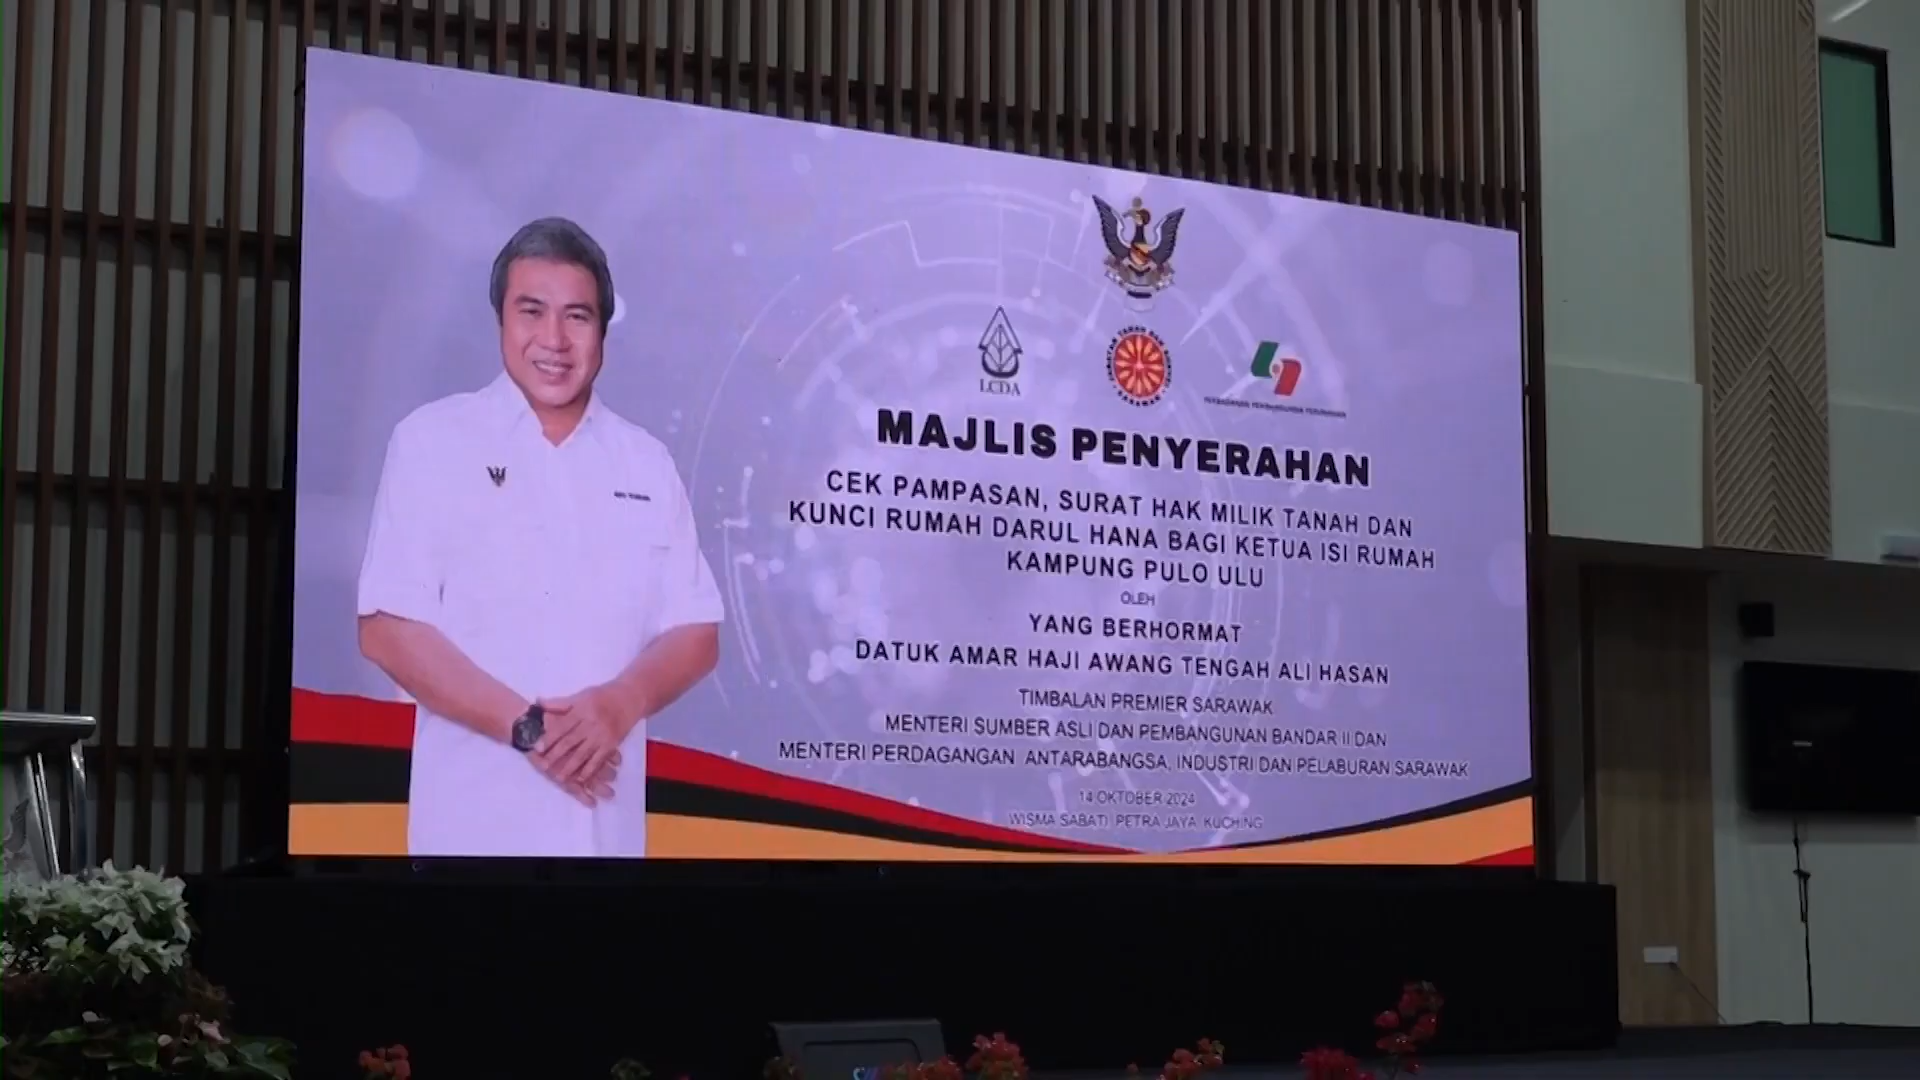 LCDA
MAJLIS PENYERAHAN
CEK PAMPASAN, SURAT HAK MILIK TANAH DAN
KUNCI RUMAH DARUL HANA BAGI KETUA ISI RUMAH
KAMPUNG PULO ULU
OLEH
YANG BERHORMAT
DATUK AMAR HAJI AWANG TENGAH ALI HASAN
TIMBALAN PREMIER SARAWAK
MENTERI SUMBER ASLI DAN PEMBANGUNAN BANDAR II DAN
MENTERI PERDAGANGAN ANTARABANGSA, INDUSTRI DAN PELABURAN SARAWAK
14 OKTOBER 2024
WISMA SABATI, PETRA JAYA, KUCHING